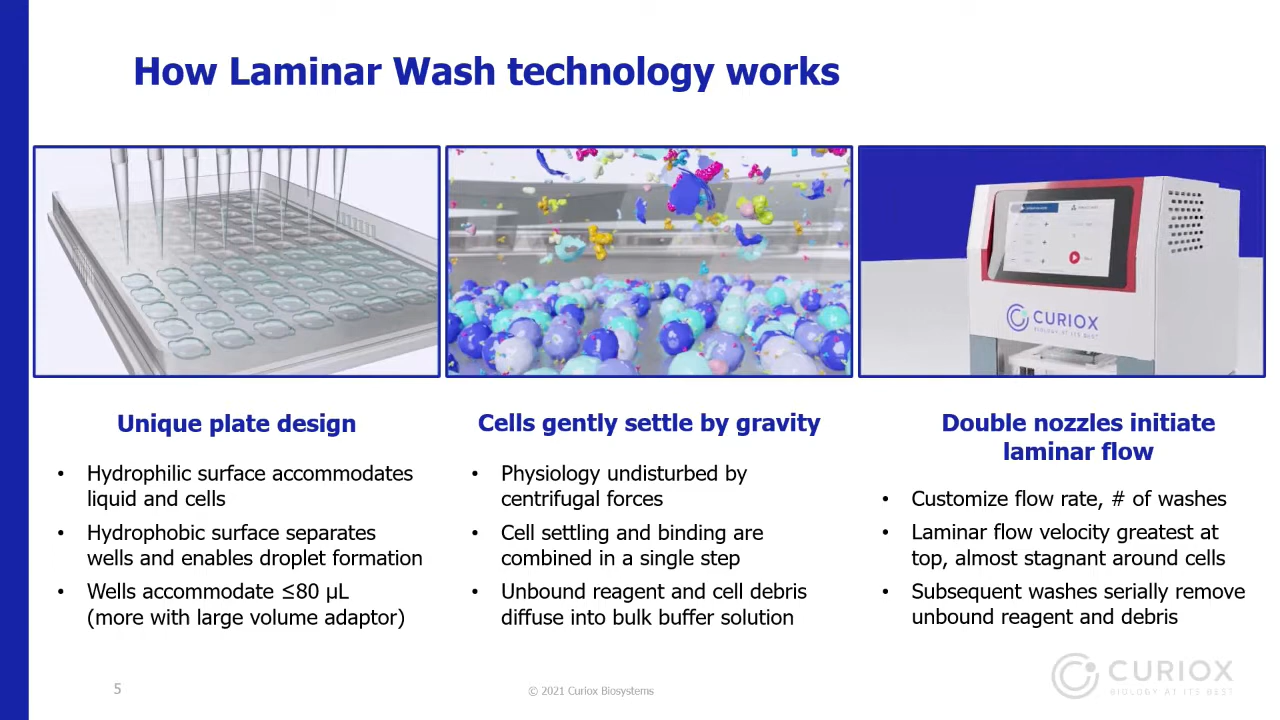 How Laminar Wash technology works
CURIOX
BIOLOGY AT ITS BEST
Unique plate design
• Hydrophilic surface accommodates
liquid and cells
• Hydrophobic surface separates
wells and enables droplet formation
• Wells accommodate ≤80 µL
(more with large volume adaptor)
Cells gently settle by gravity
• Physiology undisturbed by
centrifugal forces
• Cell settling and binding are
combined in a single step
• Unbound reagent and cell debris
diffuse into bulk buffer solution
Double nozzles initiate
laminar flow
• Customize flow rate, # of washes
• Laminar flow velocity greatest at
top, almost stagnant around cells
• Subsequent washes serially remove
unbound reagent and debris
5
© 2021 Curiox Biosystems
CURIOX
BIOLOGY AT ITS BEST